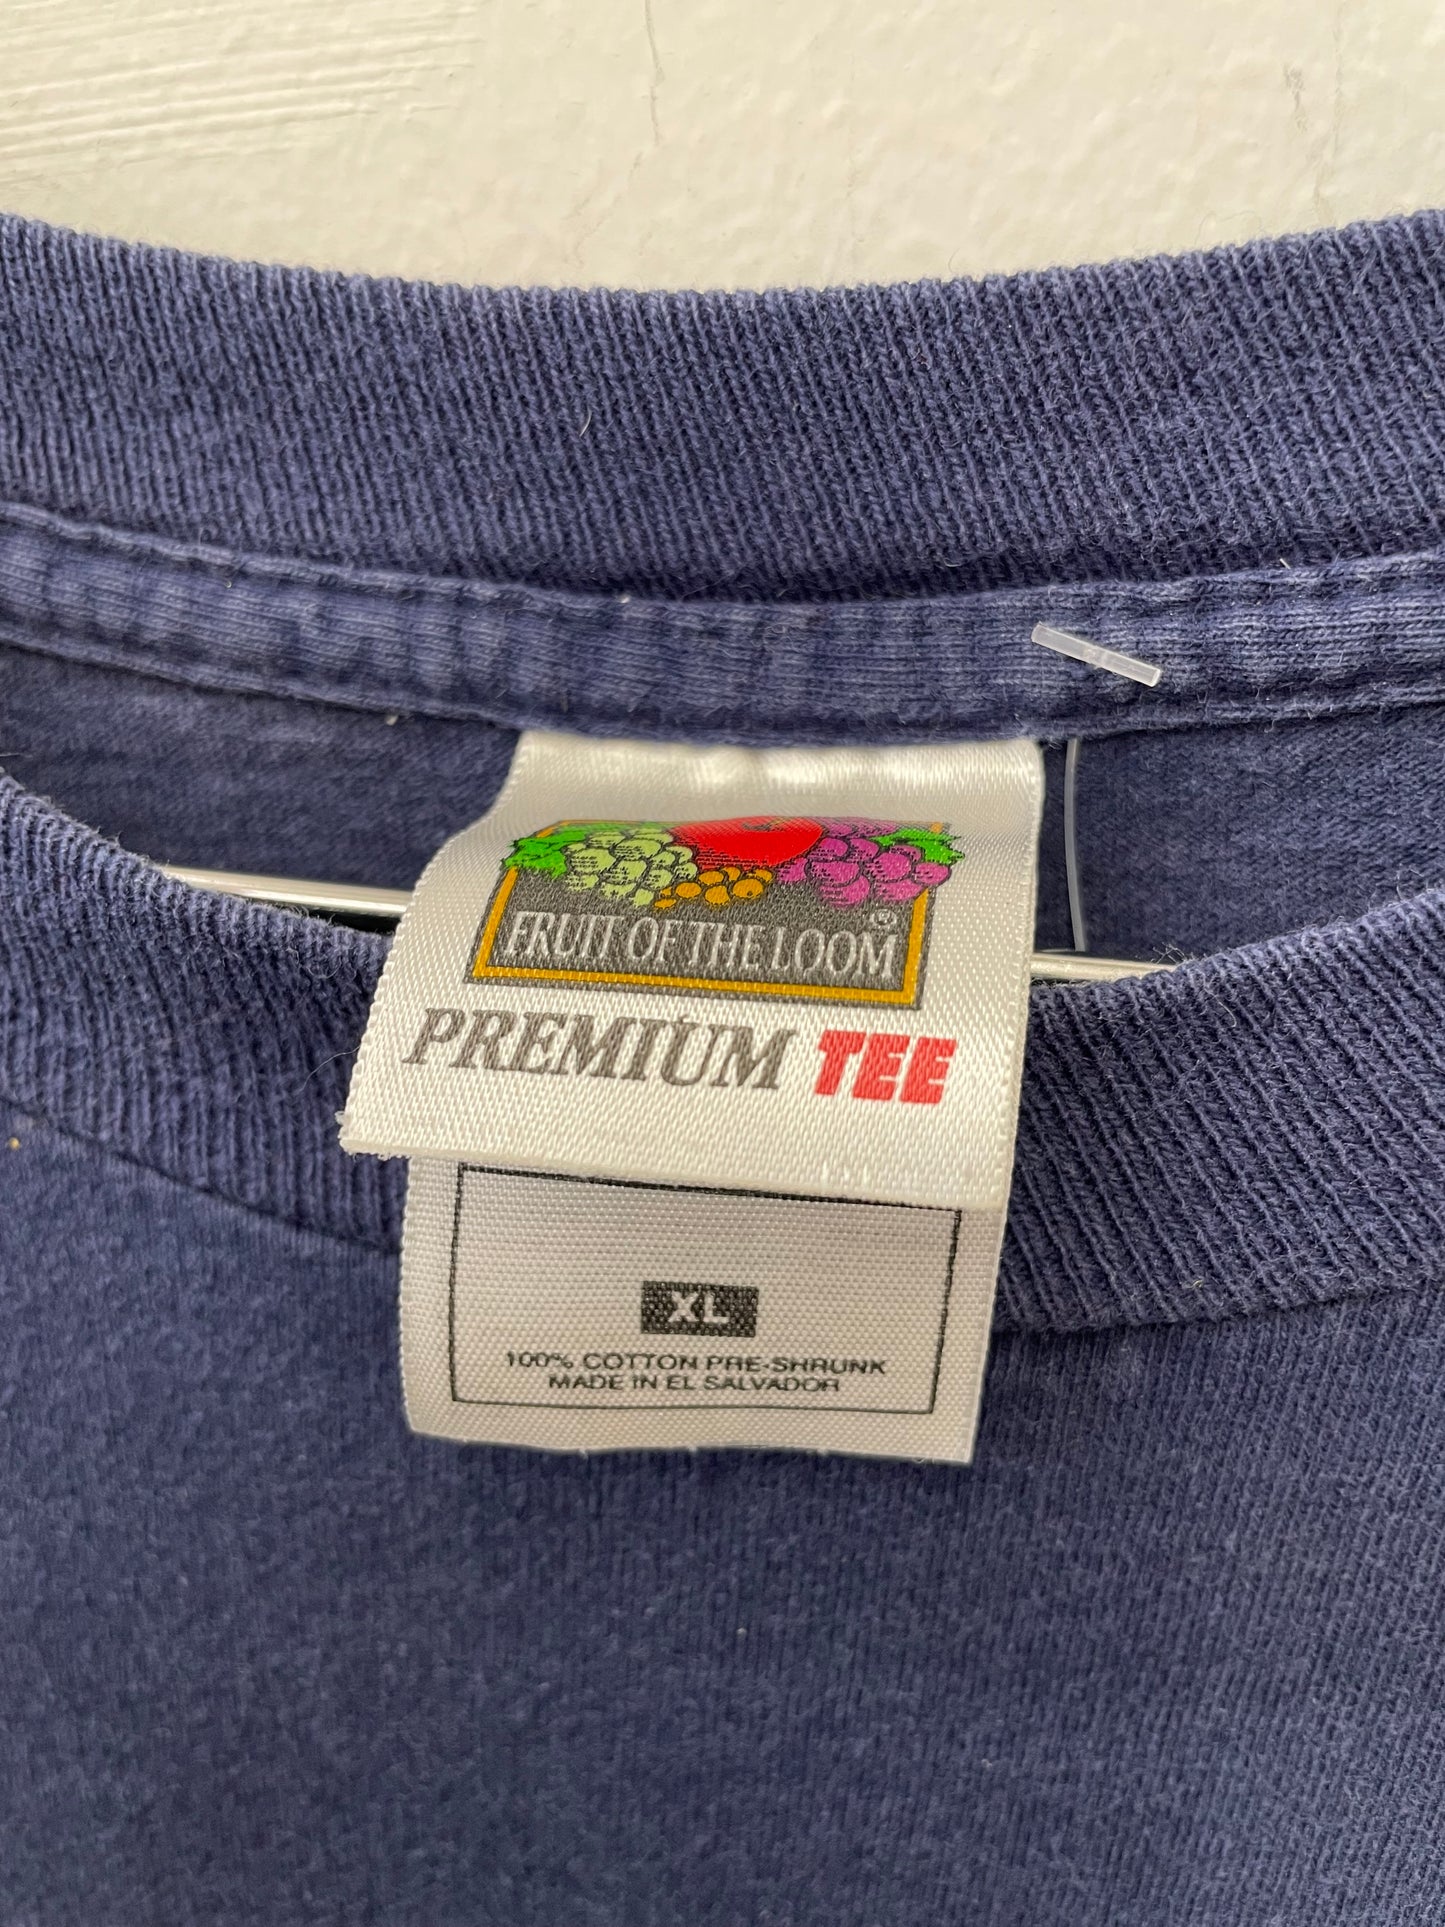 FRUIT OF THE LOOM ®
PREMIUM TEE
XL
100% COTTON PRE-SHRUNK
MADE IN EL SALVADOR